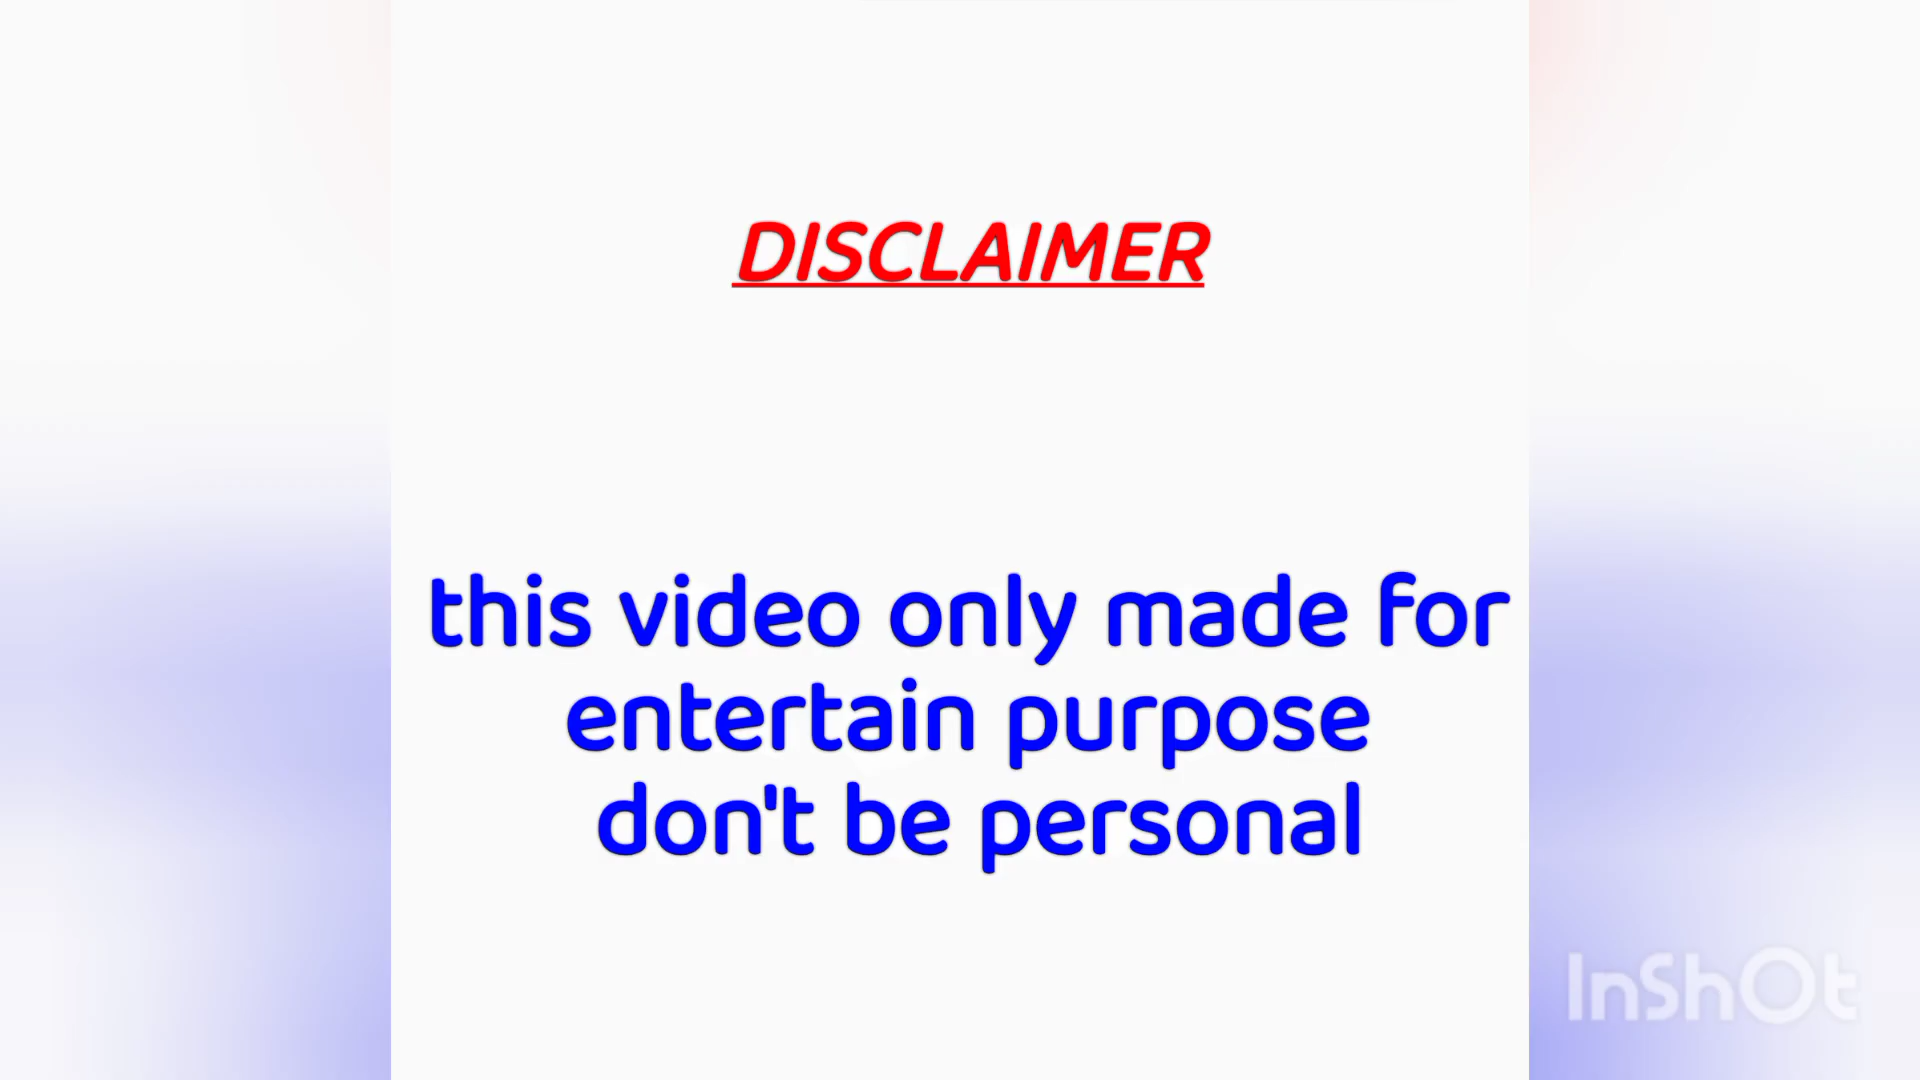 DISCLAIMER
this video only made for
entertain purpose
don't be personal
InShOt